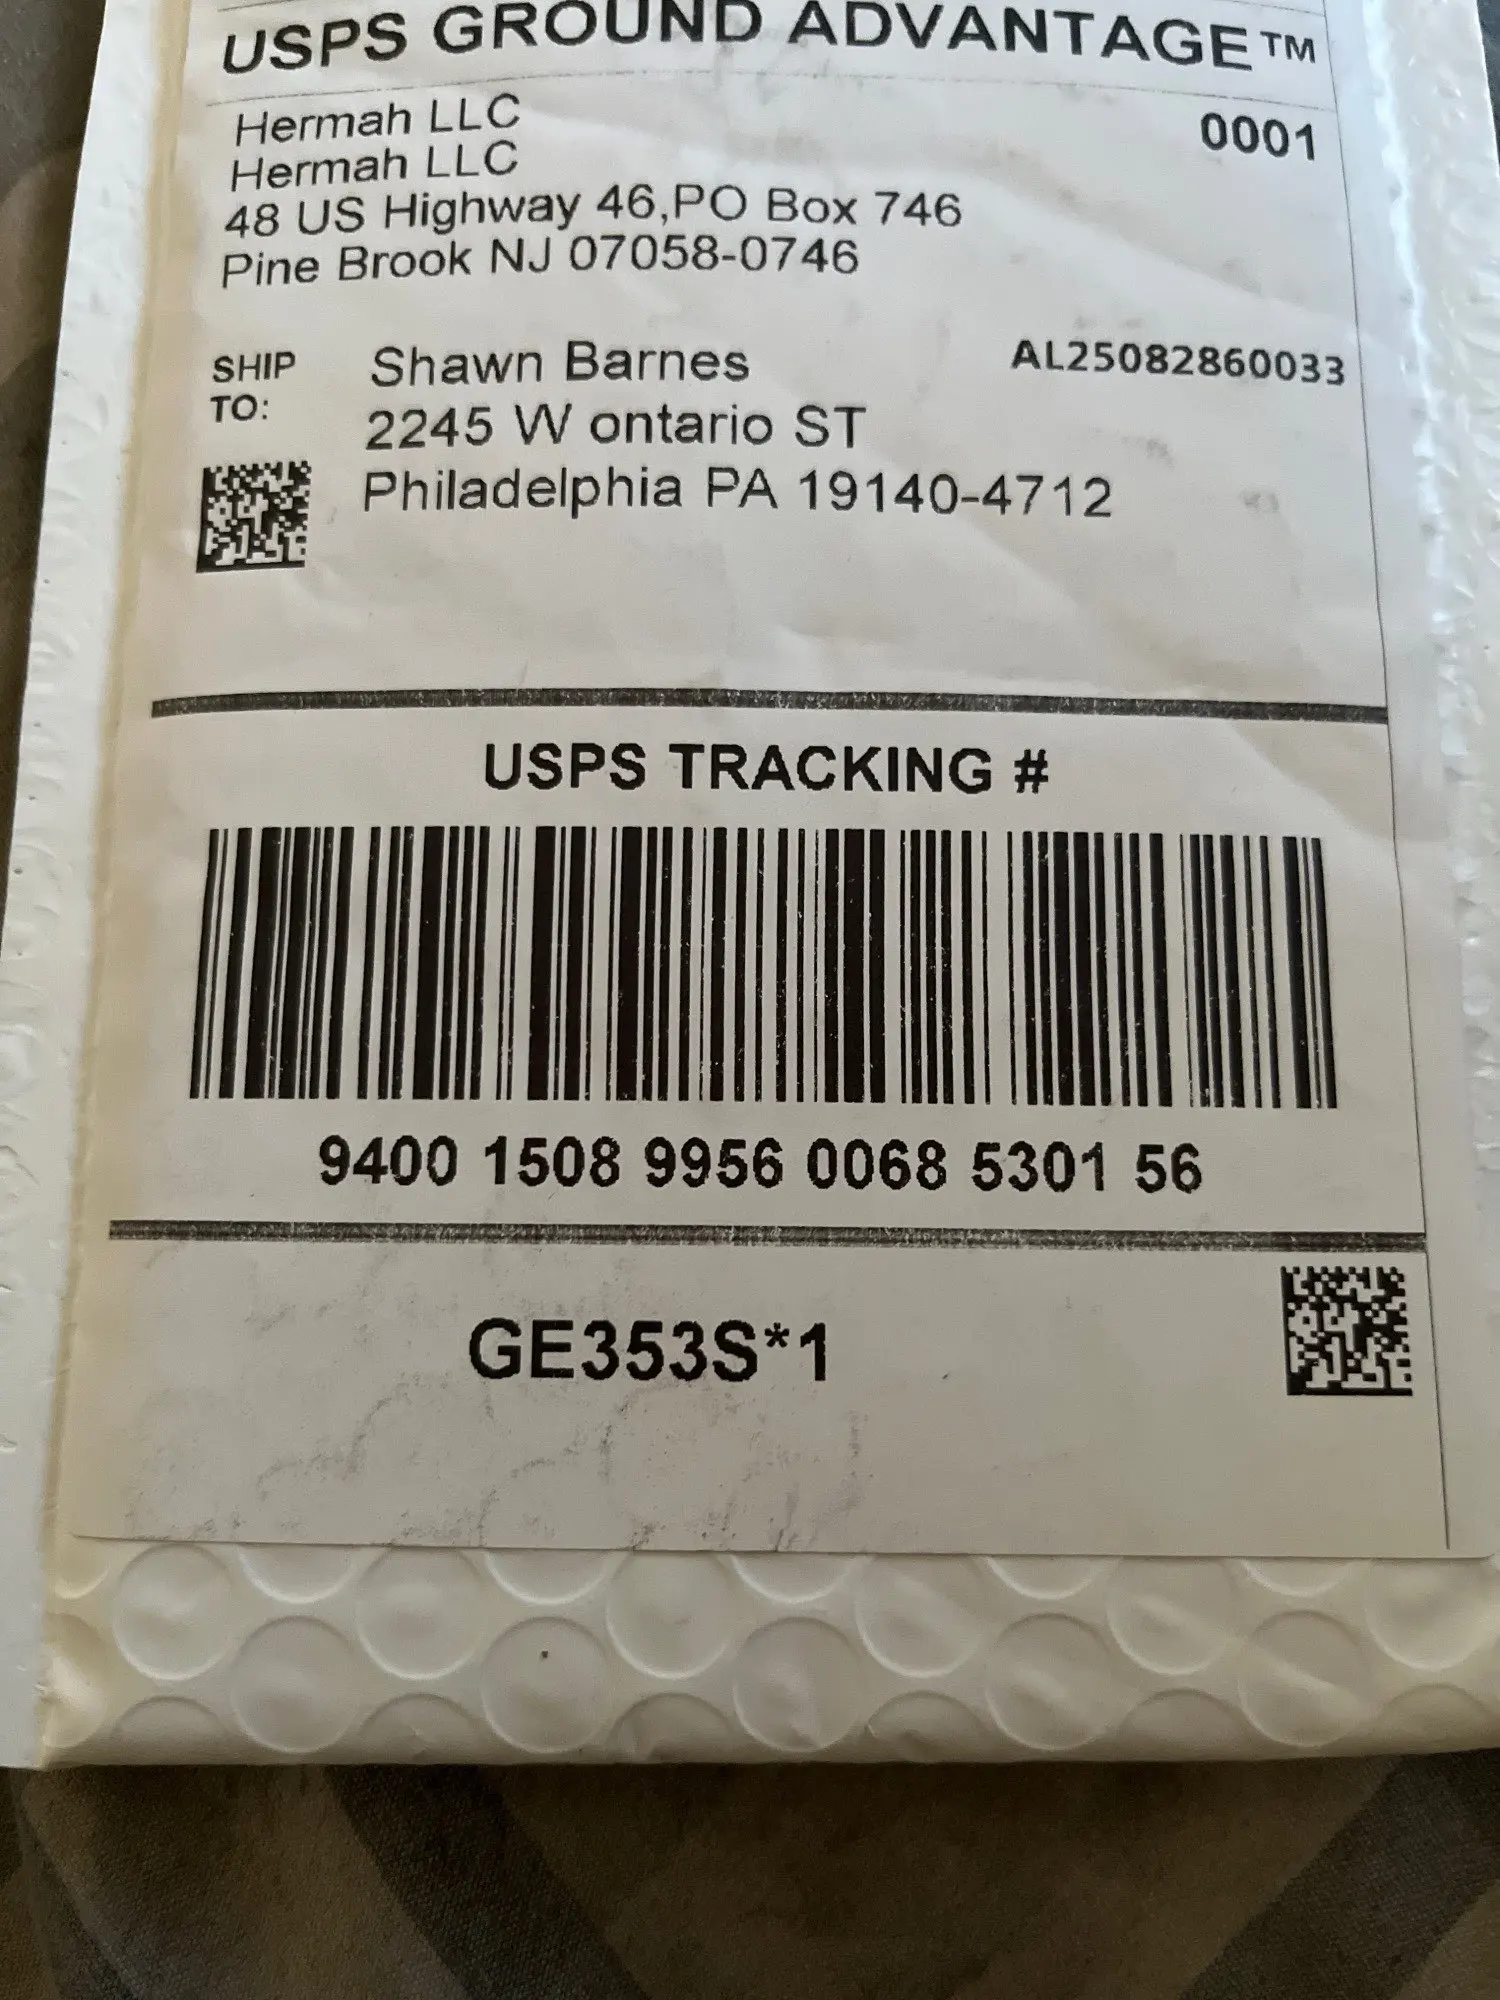 USPS GROUND ADVANTAGE™
Hermah LLC
0001
Hermah LLC
48 US Highway 46,PO Box 746
Pine Brook NJ 07058-0746
SHIP TO:
Shawn Barnes
AL25082860033
2245 W ontario ST
Philadelphia PA 19140-4712
USPS TRACKING #
9400 1508 9956 0068 5301 56
GE353S*1